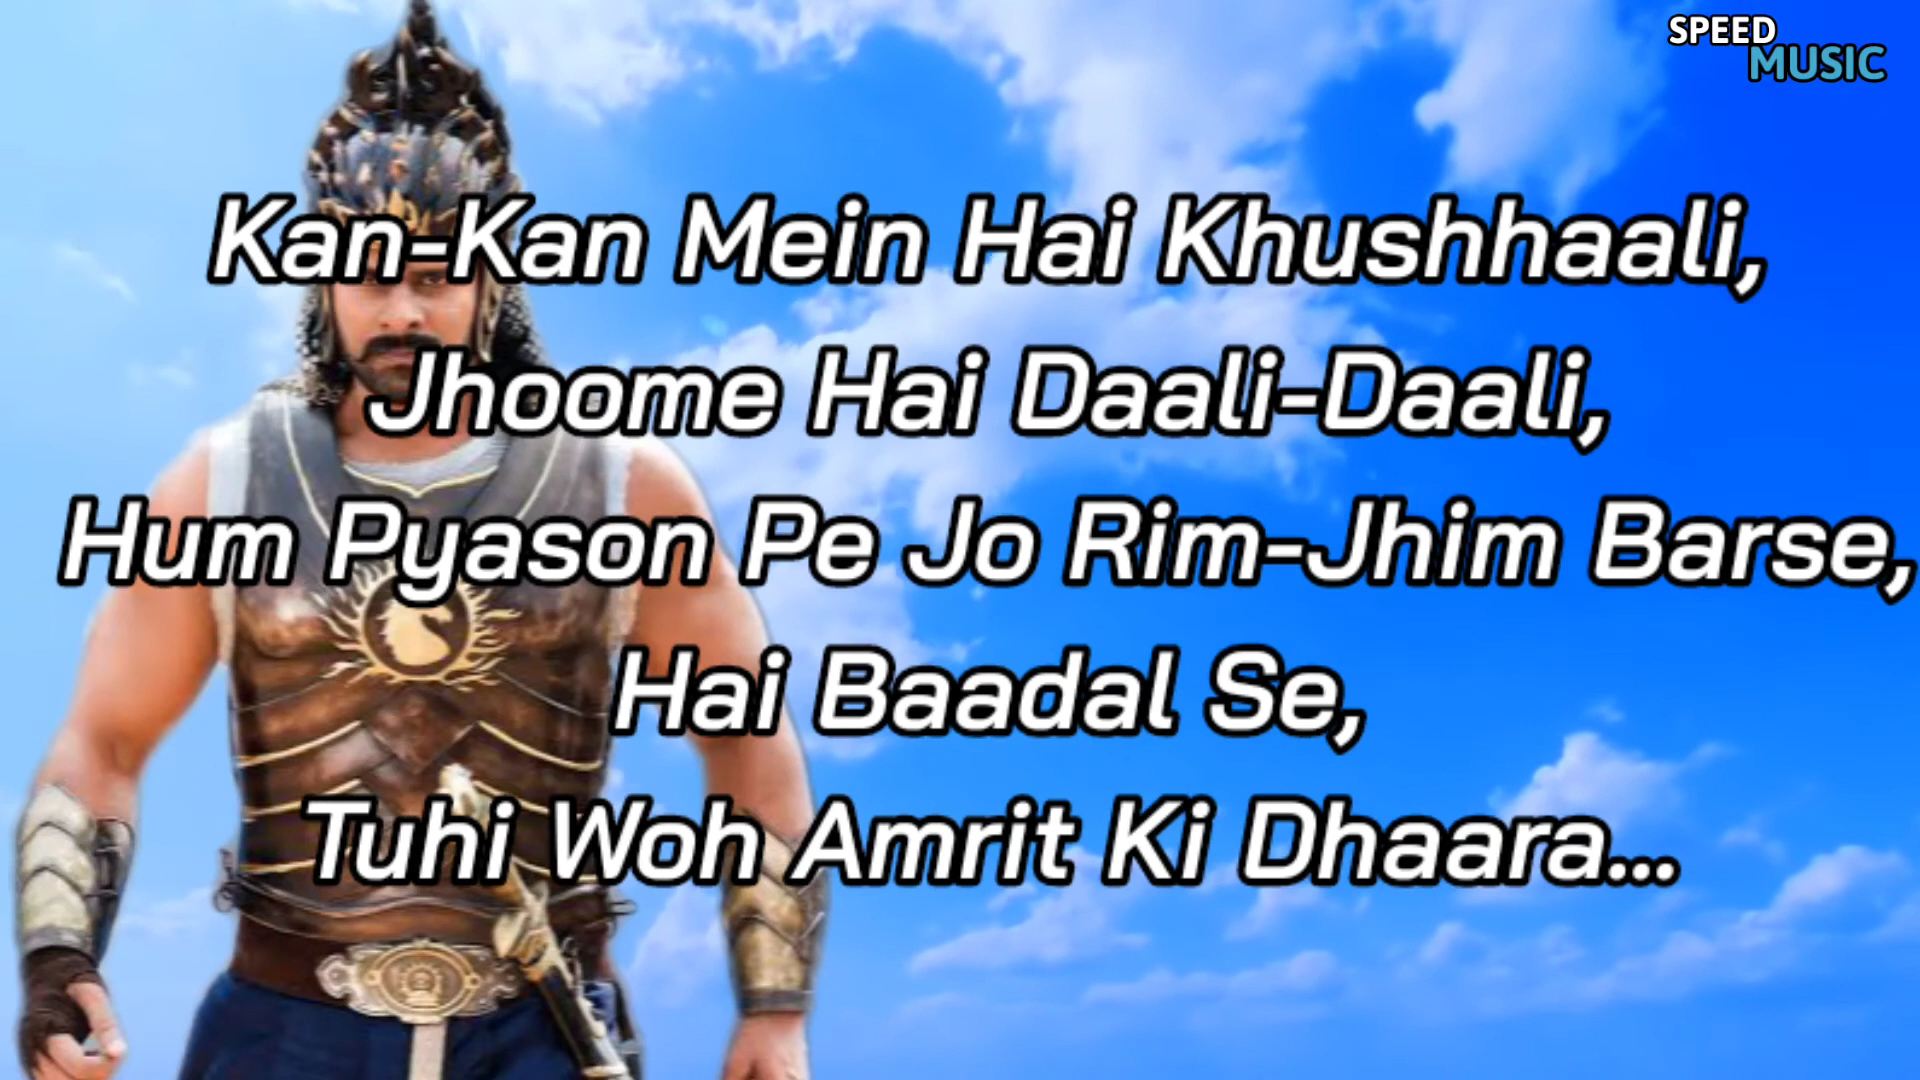 SPEED
MUSIC
Kan-Kan Mein Hai Khushhaali,
Jhoome Hai Daali-Daali,
Hum Pyason Pe Jo Rim-Jhim Barse,
Hai Baadal Se,
Tuhi Woh Amrit Ki Dhaara...